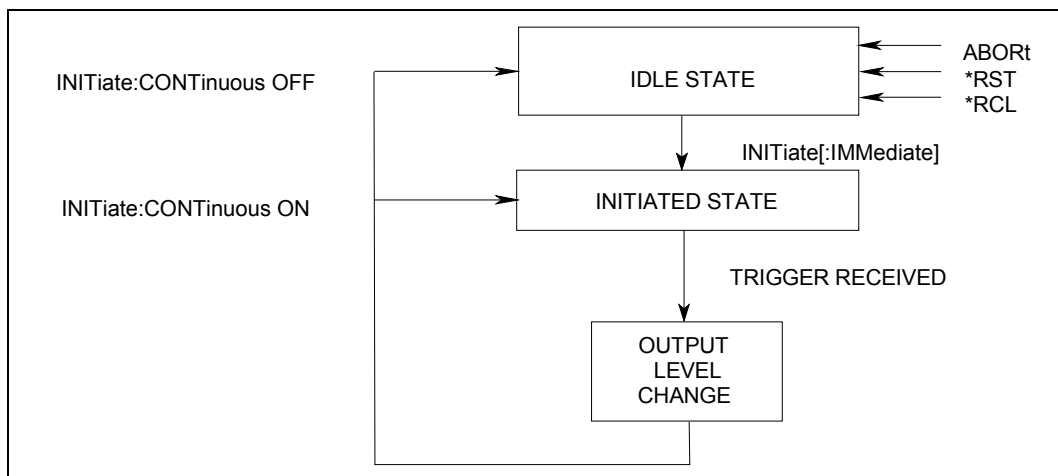 ABORt
INITiate:CONTinuous OFF
IDLE STATE
*RST
*RCL
INITiate[:IMMediate]
INITiate:CONTinuous ON
INITIATED STATE
TRIGGER RECEIVED
OUTPUT
LEVEL
CHANGE